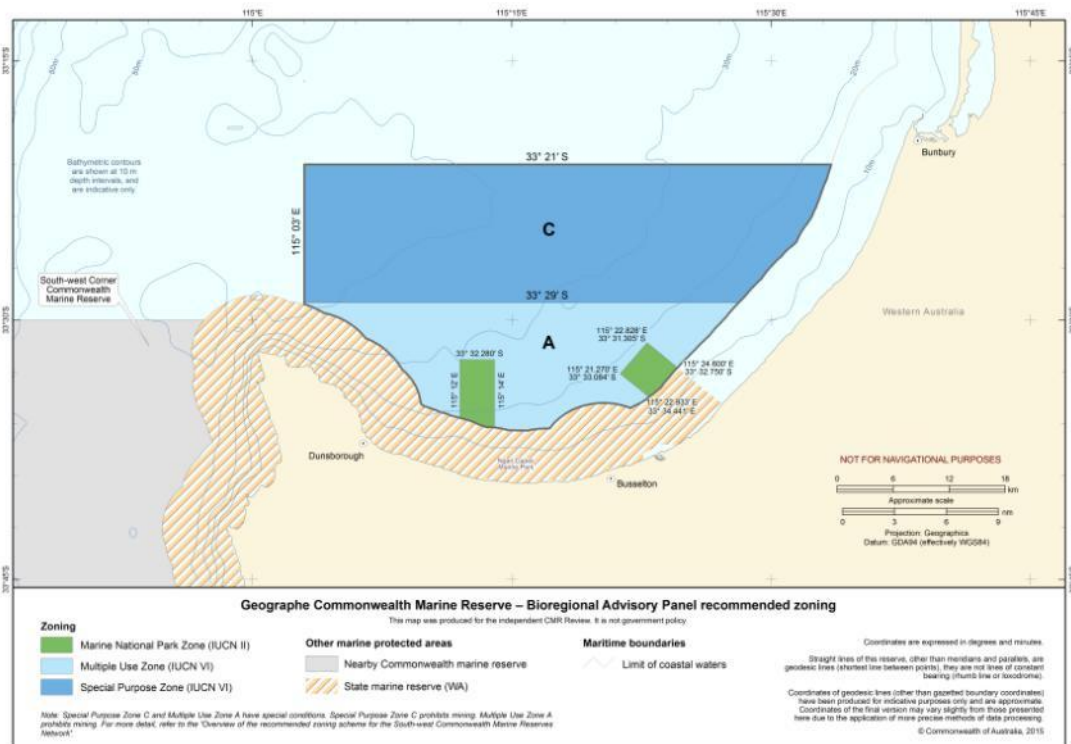 115°E
115°15'E
115°30'E
115°45'E
33°15'S
50m
50m
30m
20m
10m
Bunbury
Bathymetric contours
are shown at 10 m
depth intervals, and
are indicative only
33° 21' S
115° 03' E
C
South-west Corner
Commonwealth
Marine Reserve
33° 29' S
33°30'S
Western Australia
A
115° 22.828' E
33° 31.305' S
33° 32.280' S
115° 12' E
115° 14' E
115° 21.270' E
33° 33.084' S
115° 24.600' E
33° 32.750' S
115° 22.933' E
33° 34.441' E
Dunsborough
Ngari Capes
Marine Park
Busselton
NOT FOR NAVIGATIONAL PURPOSES
0 6 12 18
km
Approximate scale
0 3 6 9
nm
Projection: Geographics
Datum: GDA94 (effectively WGS84)
33°45'S
Geographe Commonwealth Marine Reserve – Bioregional Advisory Panel recommended zoning
This map was produced for the independent CMR Review. It is not government policy.
Zoning
Marine National Park Zone (IUCN II)
Multiple Use Zone (IUCN VI)
Special Purpose Zone (IUCN VI)
Other marine protected areas
Nearby Commonwealth marine reserve
State marine reserve (WA)
Maritime boundaries
Limit of coastal waters
Note: Special Purpose Zone C and Multiple Use Zone A have special conditions. Special Purpose Zone C prohibits mining. Multiple Use Zone A
prohibits mining. For more detail, refer to the 'Overview of the recommended zoning scheme for the South-west Commonwealth Marine Reserves
Network'.
Coordinates are expressed in degrees and minutes.
Straight lines of this reserve, other than meridians and parallels, are
geodesic lines (shortest line between points), they are not lines of constant
bearing (rhumb line or loxodrome).
Coordinates of geodesic lines (other than gazetted boundary coordinates)
have been produced for indicative purposes only and are approximate.
Coordinates of the final version may vary slightly from those presented
here due to the application of more precise methods of data processing.
© Commonwealth of Australia, 2015